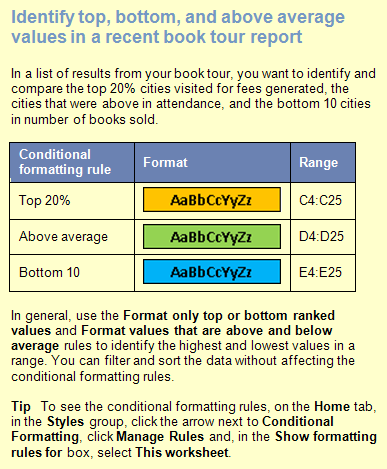 Identify top, bottom, and above average
values in a recent book tour report
In a list of results from your book tour, you want to identify and
compare the top 20% cities visited for fees generated, the
cities that were above in attendance, and the bottom 10 cities
in number of books sold.
Conditional
formatting rule
Format
Range
Top 20%
AaBbCcYyZz
C4:C25
Above average
AaBbCcYyZz
D4:D25
Bottom 10
AaBbCcYyZz
E4:E25
In general, use the Format only top or bottom ranked
values and Format values that are above and below
average rules to identify the highest and lowest values in a
range. You can filter and sort the data without affecting the
conditional formatting rules.
Tip To see the conditional formatting rules, on the Home tab,
in the Styles group, click the arrow next to Conditional
Formatting, click Manage Rules and, in the Show formatting
rules for box, select This worksheet.